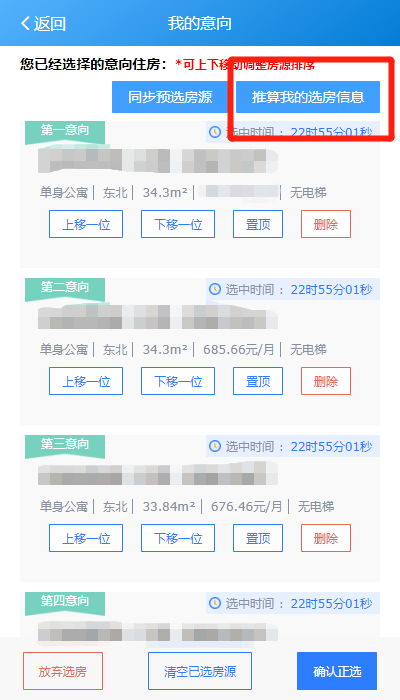 返回
我的意向
您已经选择的意向住房：*可上下移动调整房源排序
同步预选房源
推算我的选房信息
第一意向
选中时间 ： 22时55分01秒
单身公寓 | 东北 | 34.3m² | 无电梯
上移一位 下移一位 置顶 删除
第二意向
选中时间 ： 22时55分01秒
单身公寓 | 东北 | 34.3m² | 685.66元/月 | 无电梯
上移一位 下移一位 置顶 删除
第三意向
选中时间 ： 22时55分01秒
单身公寓 | 东北 | 33.84m² | 676.46元/月 | 无电梯
上移一位 下移一位 置顶 删除
第四意向
选中时间 ： 22时55分01秒
放弃选房 清空已选房源 确认正选